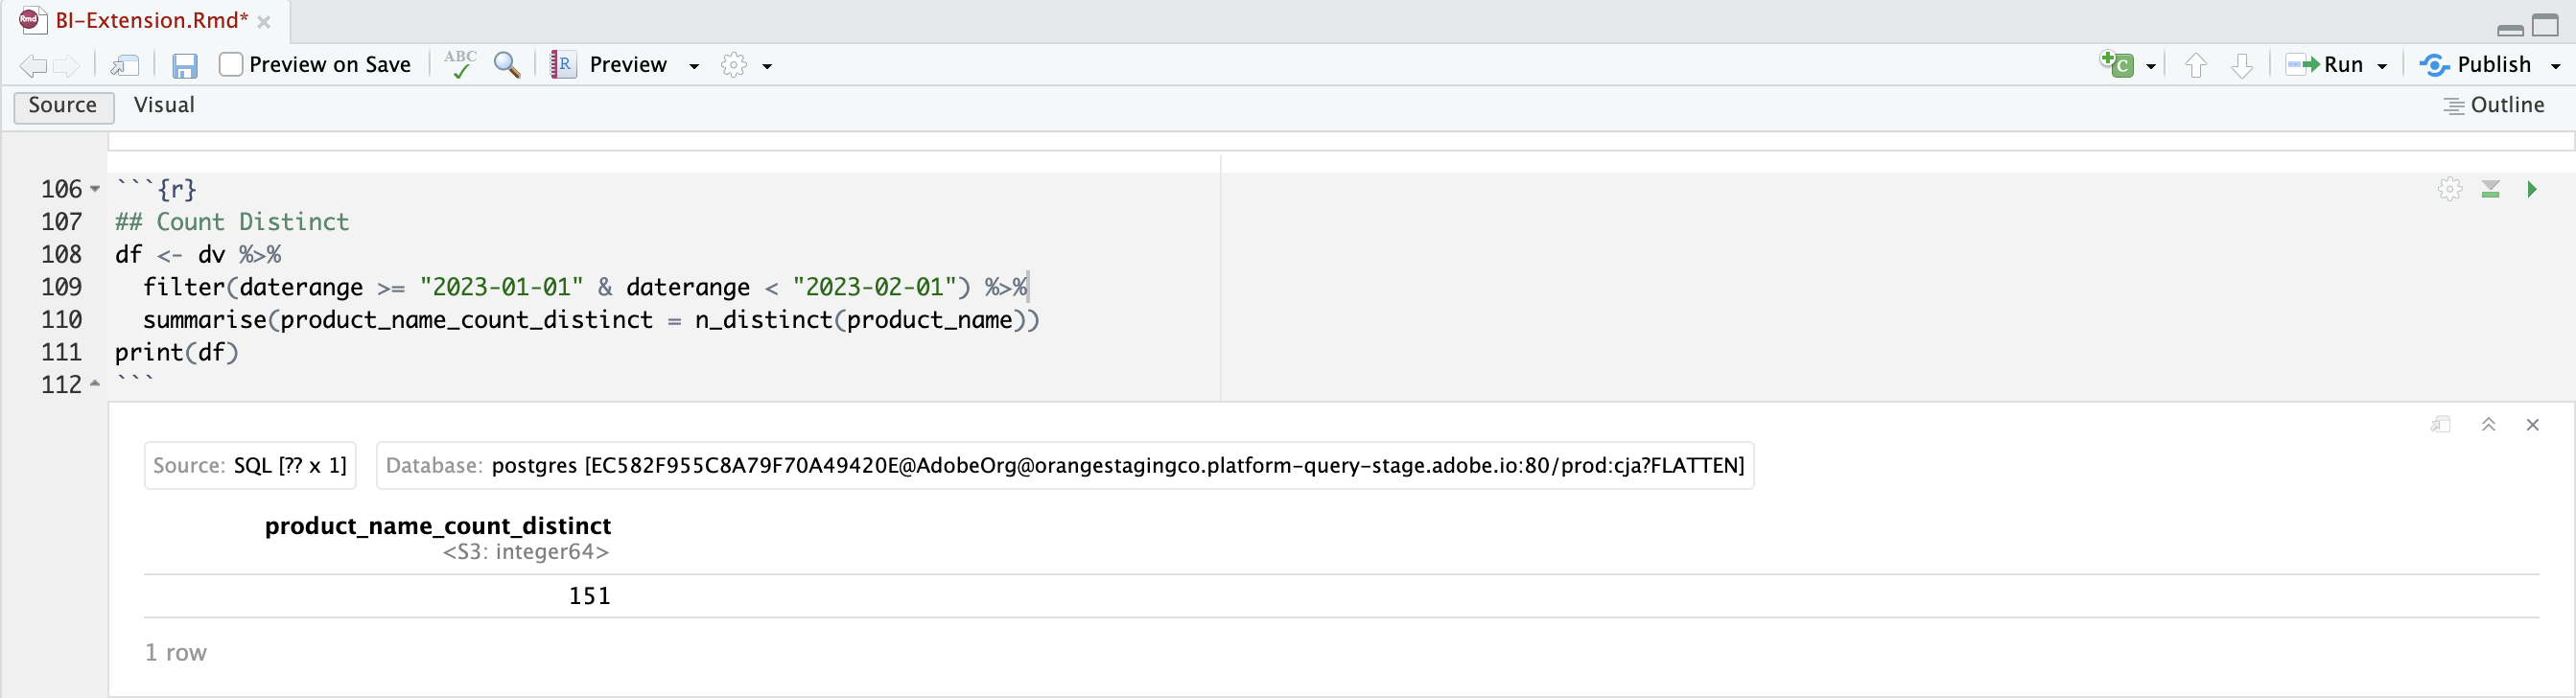 BI-Extension.Rmd*
Preview on Save ABC R Preview C Run Publish
Source Visual Outline
106 ```{r}
107 ## Count Distinct
108 df <- dv %>%
109 filter(daterange >= "2023-01-01" & daterange < "2023-02-01") %>%
110 summarise(product_name_count_distinct = n_distinct(product_name))
111 print(df)
112 ```
Source: SQL [?? x 1] Database: postgres [EC582F955C8A79F70A49420E@AdobeOrg@orangestagingco.platform-query-stage.adobe.io:80/prod:cja?FLATTEN]
product_name_count_distinct
<S3: integer64>
151
1 row